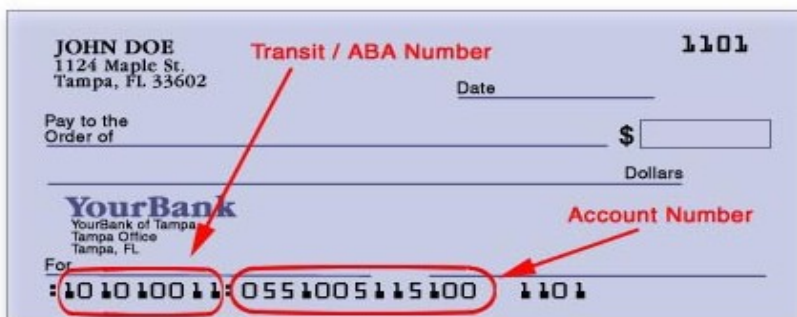 JOHN DOE
1124 Maple St.
Tampa, FL 33602
Transit / ABA Number
1101
Date
Pay to the
Order of
$
Dollars
YourBank
YourBank of Tampa
Tampa Office
Tampa, FL
Account Number
For
⑆101010011⑆0551005115100 1101